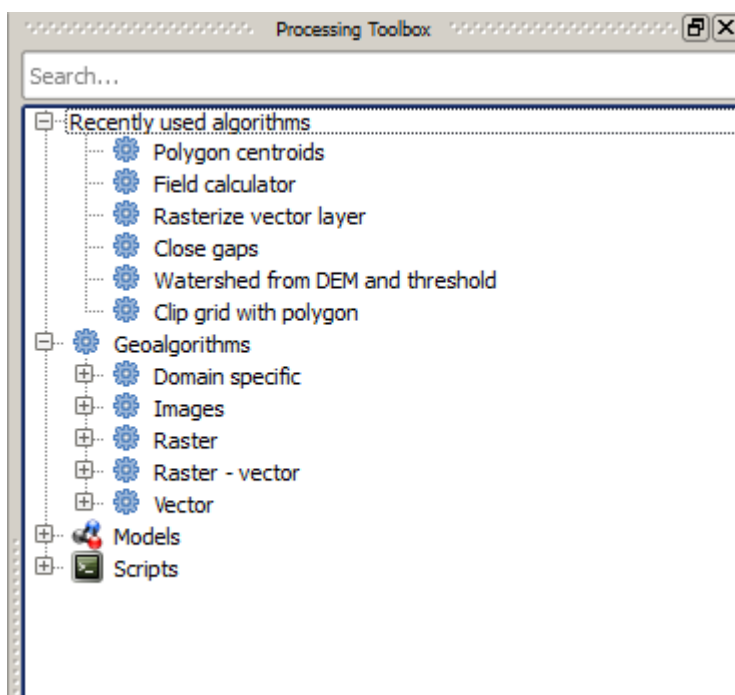 Processing Toolbox
Search...
Recently used algorithms
Polygon centroids
Field calculator
Rasterize vector layer
Close gaps
Watershed from DEM and threshold
Clip grid with polygon
Geoalgorithms
Domain specific
Images
Raster
Raster - vector
Vector
Models
Scripts